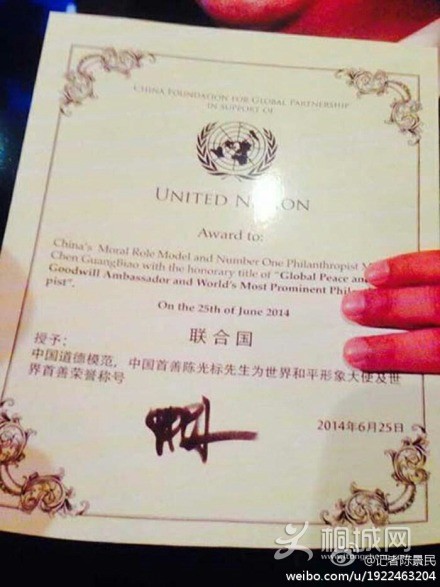 CHINA FOUNDATION FOR GLOBAL PARTNERSHIP
IN SUPPORT OF
UNITED NATION
Award to:
China's Moral Role Model and Number One Philanthropist M
Chen GuangBiao with the honorary title of "Global Peace and
Goodwill Ambassador and World's Most Prominent Phil
pist".
On the 25th of June 2014
联合国
授予:
中国道德模范,中国首善陈光标先生为世界和平形象大使及世
界首善荣誉称号
2014年6月25日
桐城网
@记者陈景民
weibo.com/u/1922463204